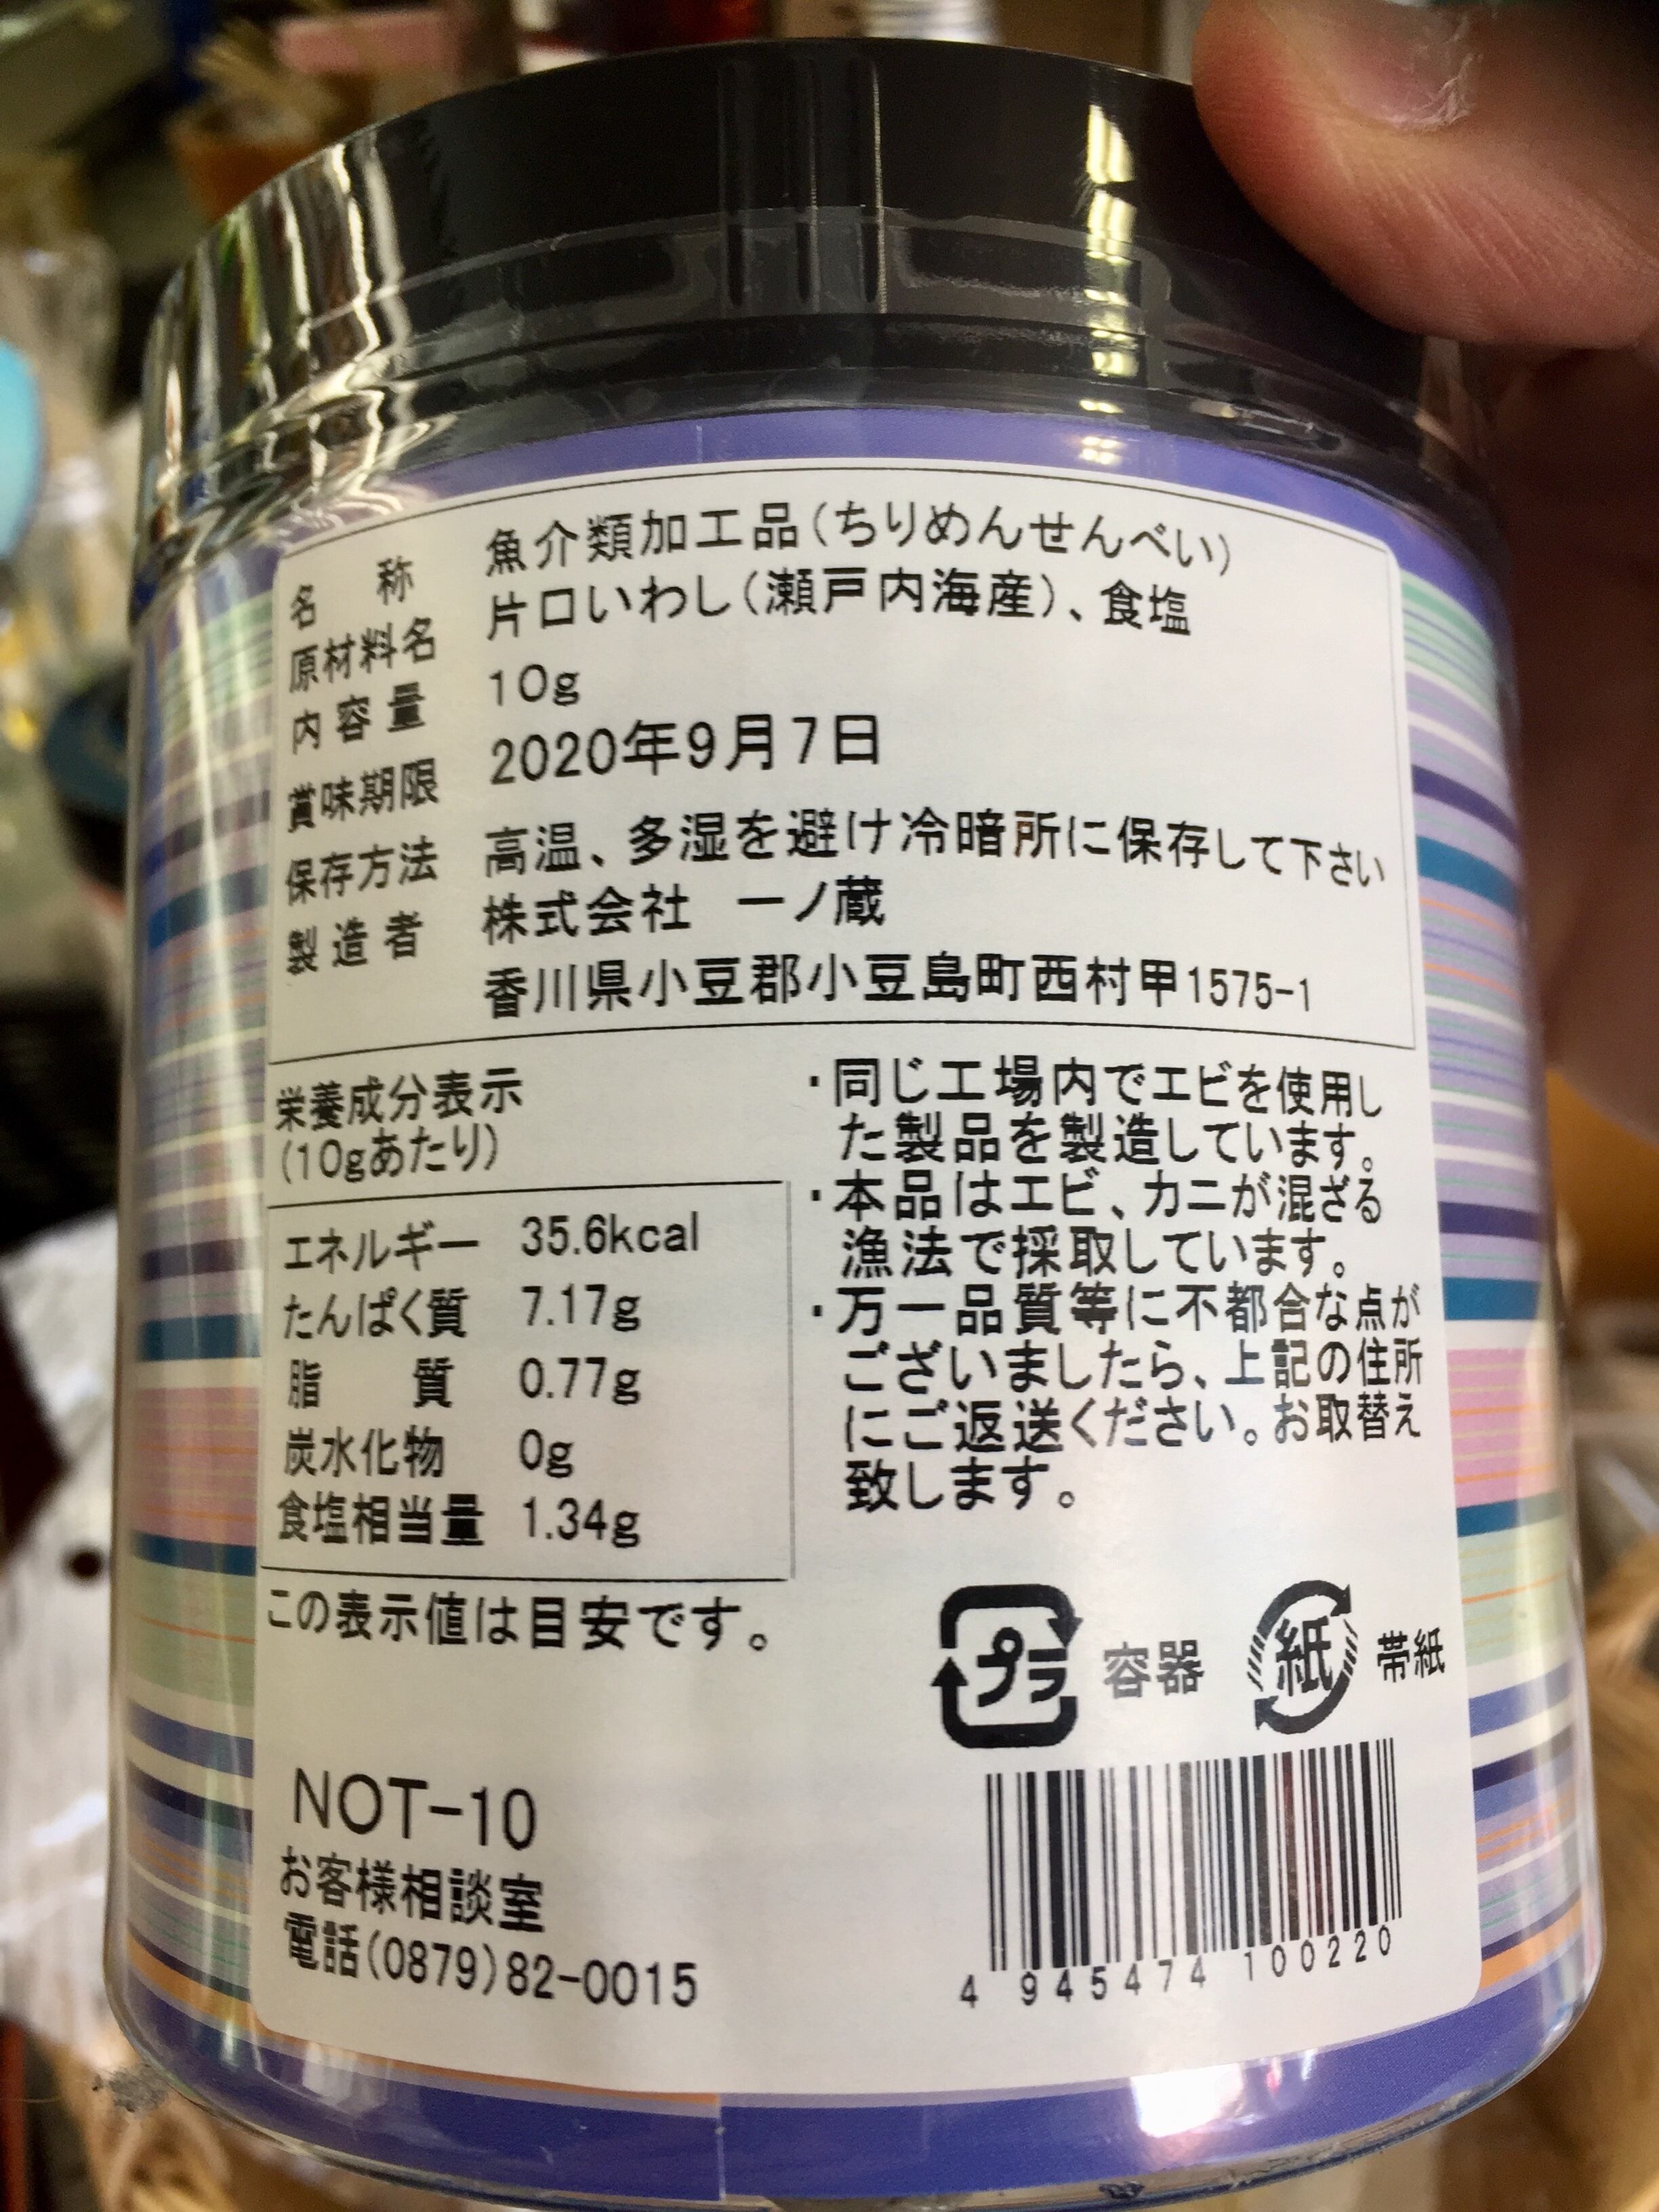 名称 魚介類加工品(ちりめんせんべい)
原材料名 片口いわし(瀬戸内海産)、食塩
内容量 10g
賞味期限 2020年9月7日
保存方法 高温、多湿を避け冷暗所に保存して下さい
製造者 株式会社 一ノ蔵
香川県小豆郡小豆島町西村甲1575-1
栄養成分表示
(10gあたり)
エネルギー 35.6kcal
たんぱく質 7.17g
脂質 0.77g
炭水化物 0g
食塩相当量 1.34g
この表示値は目安です。
・同じ工場内でエビを使用し
た製品を製造しています。
・本品はエビ、カニが混ざる
漁法で採取しています。
・万一品質等に不都合な点が
ございましたら、上記の住所
にご返送ください。お取替え
致します。
プラ 容器 紙 帯紙
NOT-10
お客様相談室
電話(0879)82-0015
4 945474 100220